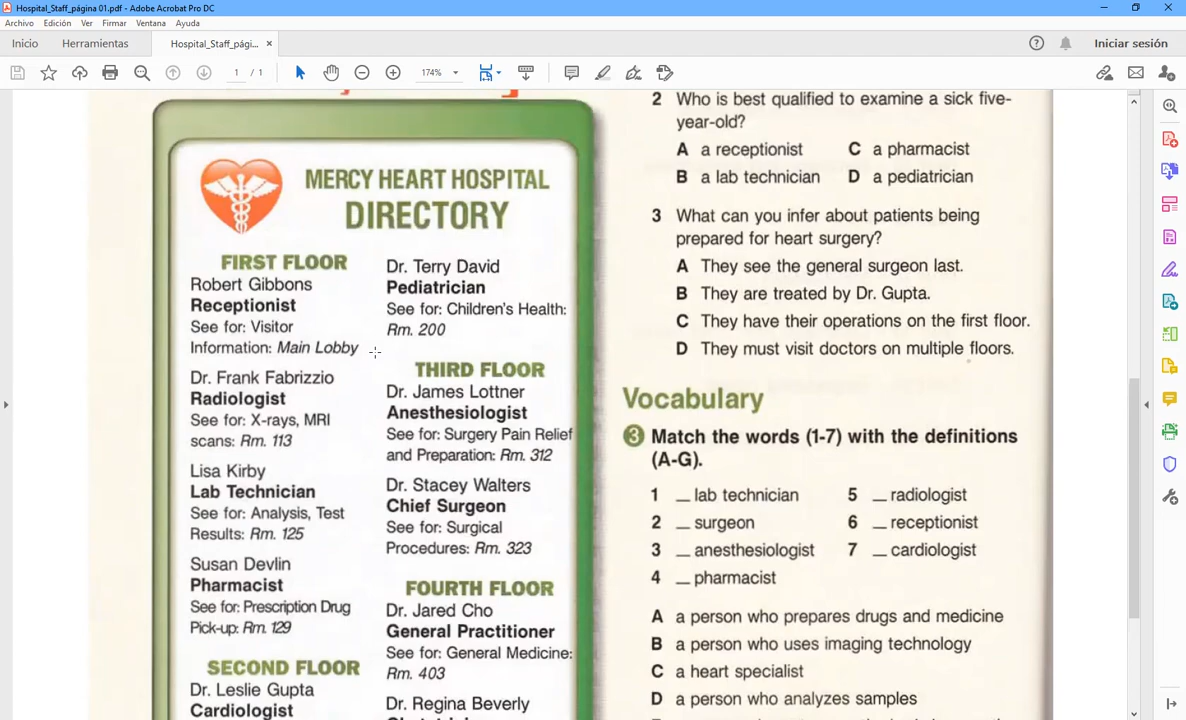 Hospital_Staff_página 01.pdf - Adobe Acrobat Pro DC
Archivo Edición Ver Firmar Ventana Ayuda
Inicio Herramientas Hospital_Staff_pági... × Iniciar sesión
1 / 1 174%
MERCY HEART HOSPITAL
DIRECTORY
FIRST FLOOR
Robert Gibbons
Receptionist
See for: Visitor
Information: Main Lobby
Dr. Frank Fabrizzio
Radiologist
See for: X-rays, MRI
scans: Rm. 113
Lisa Kirby
Lab Technician
See for: Analysis, Test
Results: Rm. 125
Susan Devlin
Pharmacist
See for: Prescription Drug
Pick-up: Rm. 129
SECOND FLOOR
Dr. Leslie Gupta
Cardiologist
Dr. Terry David
Pediatrician
See for: Children's Health:
Rm. 200
THIRD FLOOR
Dr. James Lottner
Anesthesiologist
See for: Surgery Pain Relief
and Preparation: Rm. 312
Dr. Stacey Walters
Chief Surgeon
See for: Surgical
Procedures: Rm. 323
FOURTH FLOOR
Dr. Jared Cho
General Practitioner
See for: General Medicine:
Rm. 403
Dr. Regina Beverly
2 Who is best qualified to examine a sick five-
year-old?
A a receptionist C a pharmacist
B a lab technician D a pediatrician
3 What can you infer about patients being
prepared for heart surgery?
A They see the general surgeon last.
B They are treated by Dr. Gupta.
C They have their operations on the first floor.
D They must visit doctors on multiple floors.
Vocabulary
3 Match the words (1-7) with the definitions
(A-G).
1 _ lab technician 5 _ radiologist
2 _ surgeon 6 _ receptionist
3 _ anesthesiologist 7 _ cardiologist
4 _ pharmacist
A a person who prepares drugs and medicine
B a person who uses imaging technology
C a heart specialist
D a person who analyzes samples